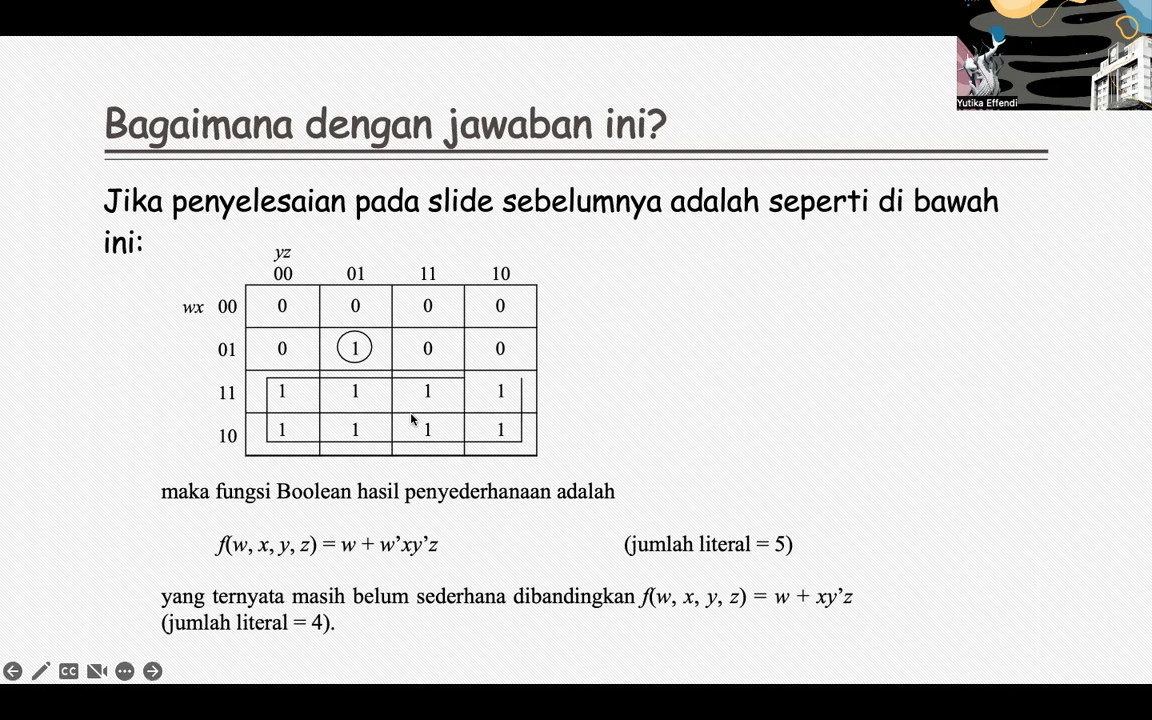 Yutika Effendi
Bagaimana dengan jawaban ini?
Jika penyelesaian pada slide sebelumnya adalah seperti di bawah
ini:
yz
00 01 11 10
wx 00 0 0 0 0
01 0 1 0 0
11 1 1 1 1
10 1 1 1 1
maka fungsi Boolean hasil penyederhanaan adalah
f(w, x, y, z) = w + w’xy’z (jumlah literal = 5)
yang ternyata masih belum sederhana dibandingkan f(w, x, y, z) = w + xy’z
(jumlah literal = 4).
CC